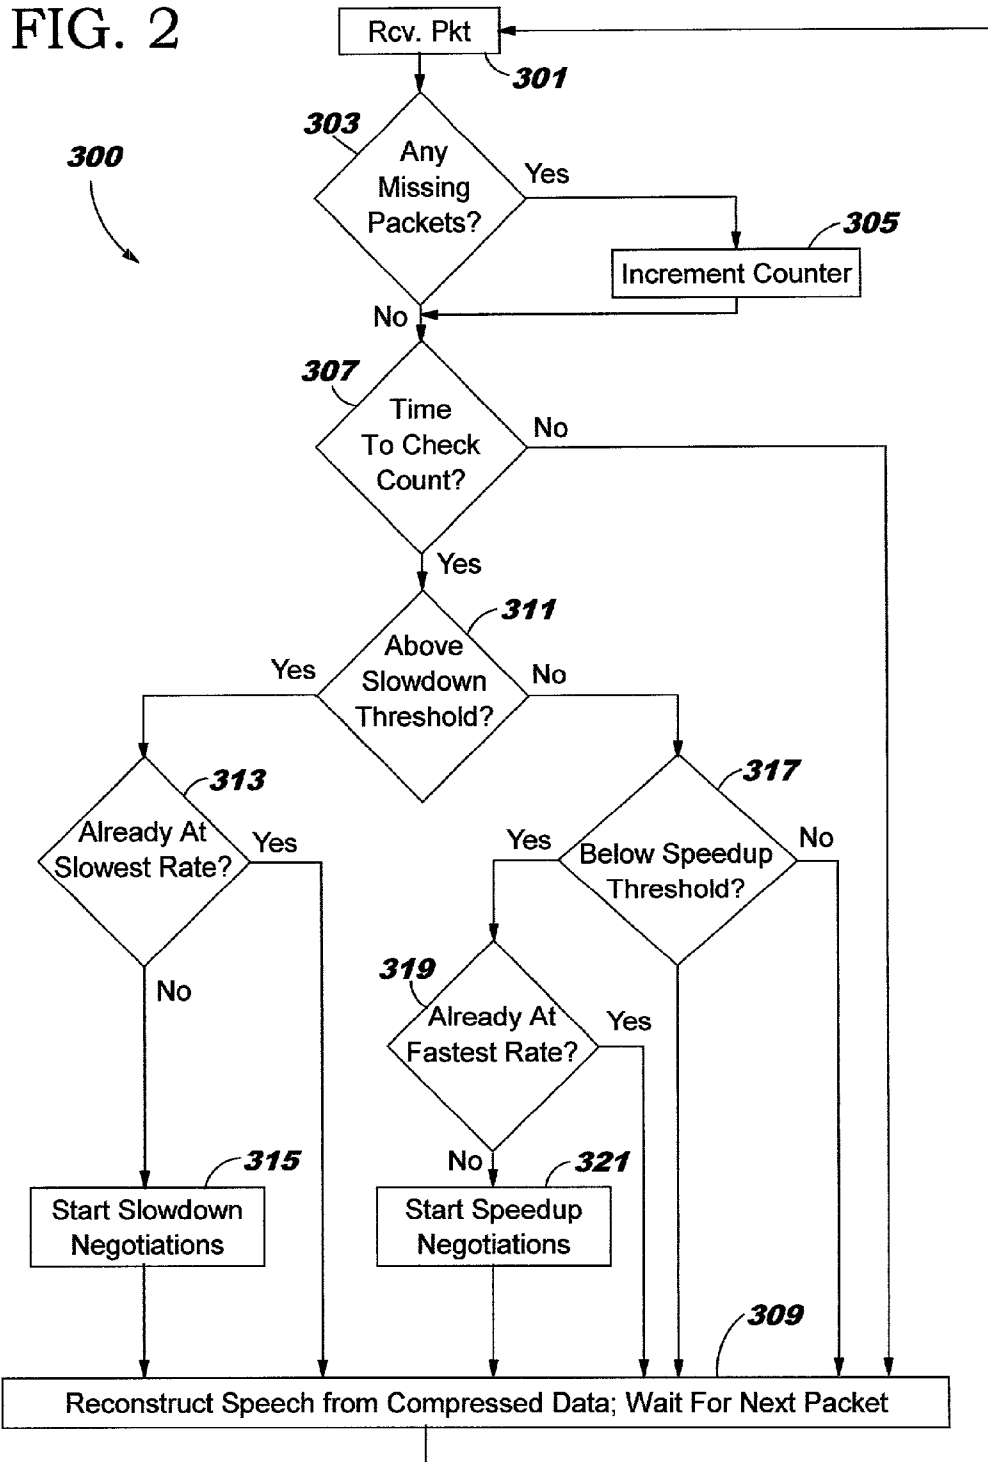 FIG. 2
Rcv. Pkt
301
303
300
Any
Missing
Packets?
Yes
305
Increment Counter
No
307
Time
To Check
Count?
No
Yes
311
Above
Slowdown
Threshold?
Yes
No
313
Already At
Slowest Rate?
Yes
No
317
Below Speedup
Threshold?
Yes
No
319
Already At
Fastest Rate?
Yes
No
315
Start Slowdown
Negotiations
321
Start Speedup
Negotiations
309
Reconstruct Speech from Compressed Data; Wait For Next Packet